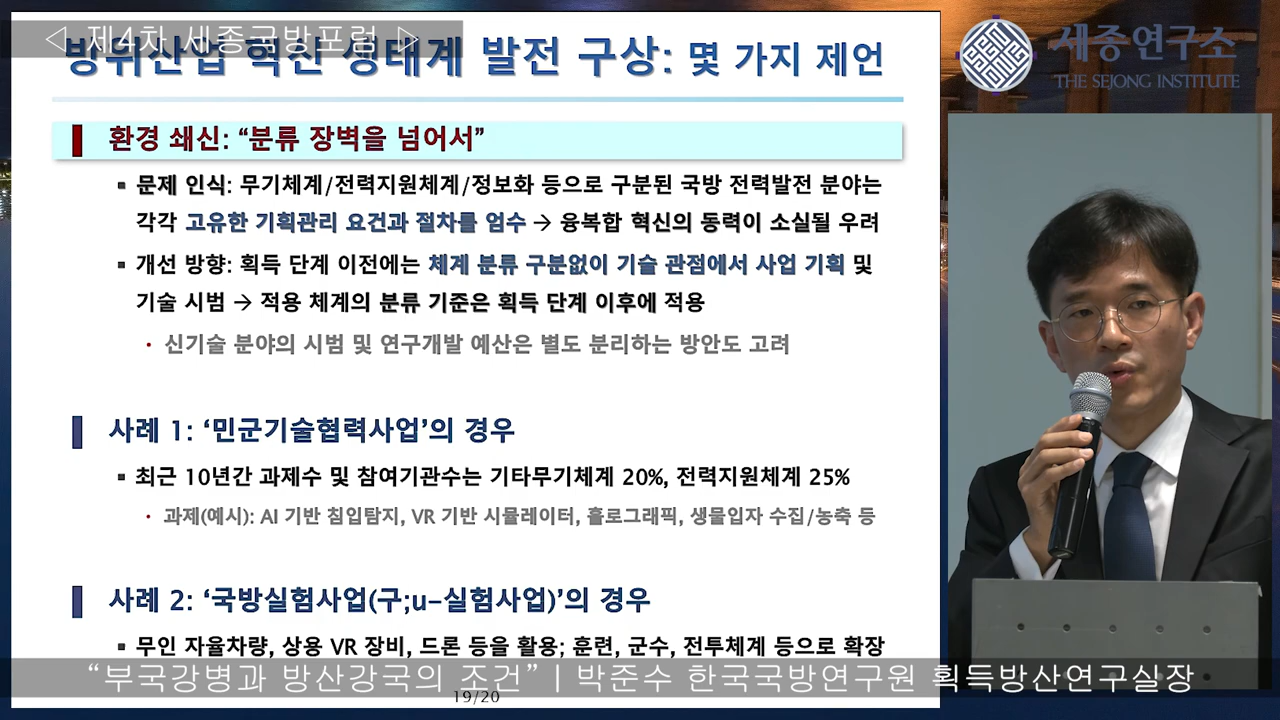 ◁ 제4차 세종국방포럼 ▷
방위산업 혁신 생태계 발전 구상: 몇 가지 제언
세종연구소
THE SEJONG INSTITUTE
환경 쇄신: “분류 장벽을 넘어서”
▪ 문제 인식: 무기체계/전력지원체계/정보화 등으로 구분된 국방 전력발전 분야는
각각 고유한 기획관리 요건과 절차를 엄수 → 융복합 혁신의 동력이 소실될 우려
▪ 개선 방향: 획득 단계 이전에는 체계 분류 구분없이 기술 관점에서 사업 기획 및
기술 시범 → 적용 체계의 분류 기준은 획득 단계 이후에 적용
• 신기술 분야의 시범 및 연구개발 예산은 별도 분리하는 방안도 고려
사례 1: ‘민군기술협력사업’의 경우
▪ 최근 10년간 과제수 및 참여기관수는 기타무기체계 20%, 전력지원체계 25%
• 과제(예시): AI 기반 침입탐지, VR 기반 시뮬레이터, 홀로그래픽, 생물입자 수집/농축 등
사례 2: ‘국방실험사업(구;u-실험사업)’의 경우
▪ 무인 자율차량, 상용 VR 장비, 드론 등을 활용; 훈련, 군수, 전투체계 등으로 확장
“부국강병과 방산강국의 조건” | 박준수 한국국방연구원 획득방산연구실장
19/20